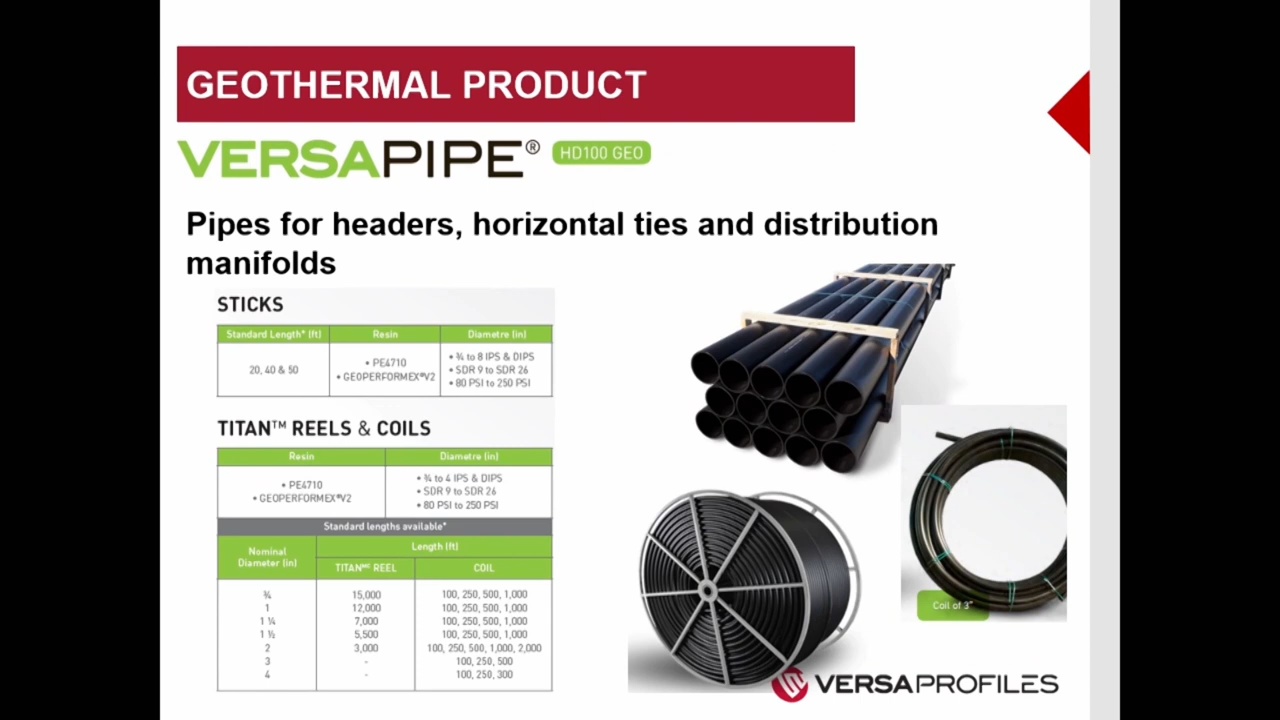 GEOTHERMAL PRODUCT
VERSAPIPE® HD100 GEO
Pipes for headers, horizontal ties and distribution
manifolds
STICKS
Standard Length* (ft) Resin Diametre (in)
20, 40 & 50
• PE4710
• GEOPERFORMEX®V2
• ¾ to 8 IPS & DIPS
• SDR 9 to SDR 26
• 80 PSI to 250 PSI
TITAN™ REELS & COILS
Resin Diametre (in)
• PE4710
• GEOPERFORMEX®V2
• ¾ to 4 IPS & DIPS
• SDR 9 to SDR 26
• 80 PSI to 250 PSI
Standard lengths available*
Nominal
Diameter (in)
Length (ft)
TITANᴹᶜ REEL COIL
¾ 15,000 100, 250, 500, 1,000
1 12,000 100, 250, 500, 1,000
1 ¼ 7,000 100, 250, 500, 1,000
1 ½ 5,500 100, 250, 500, 1,000
2 3,000 100, 250, 500, 1,000, 2,000
3 - 100, 250, 500
4 - 100, 250, 300
Coil of 3"
VERSAPROFILES